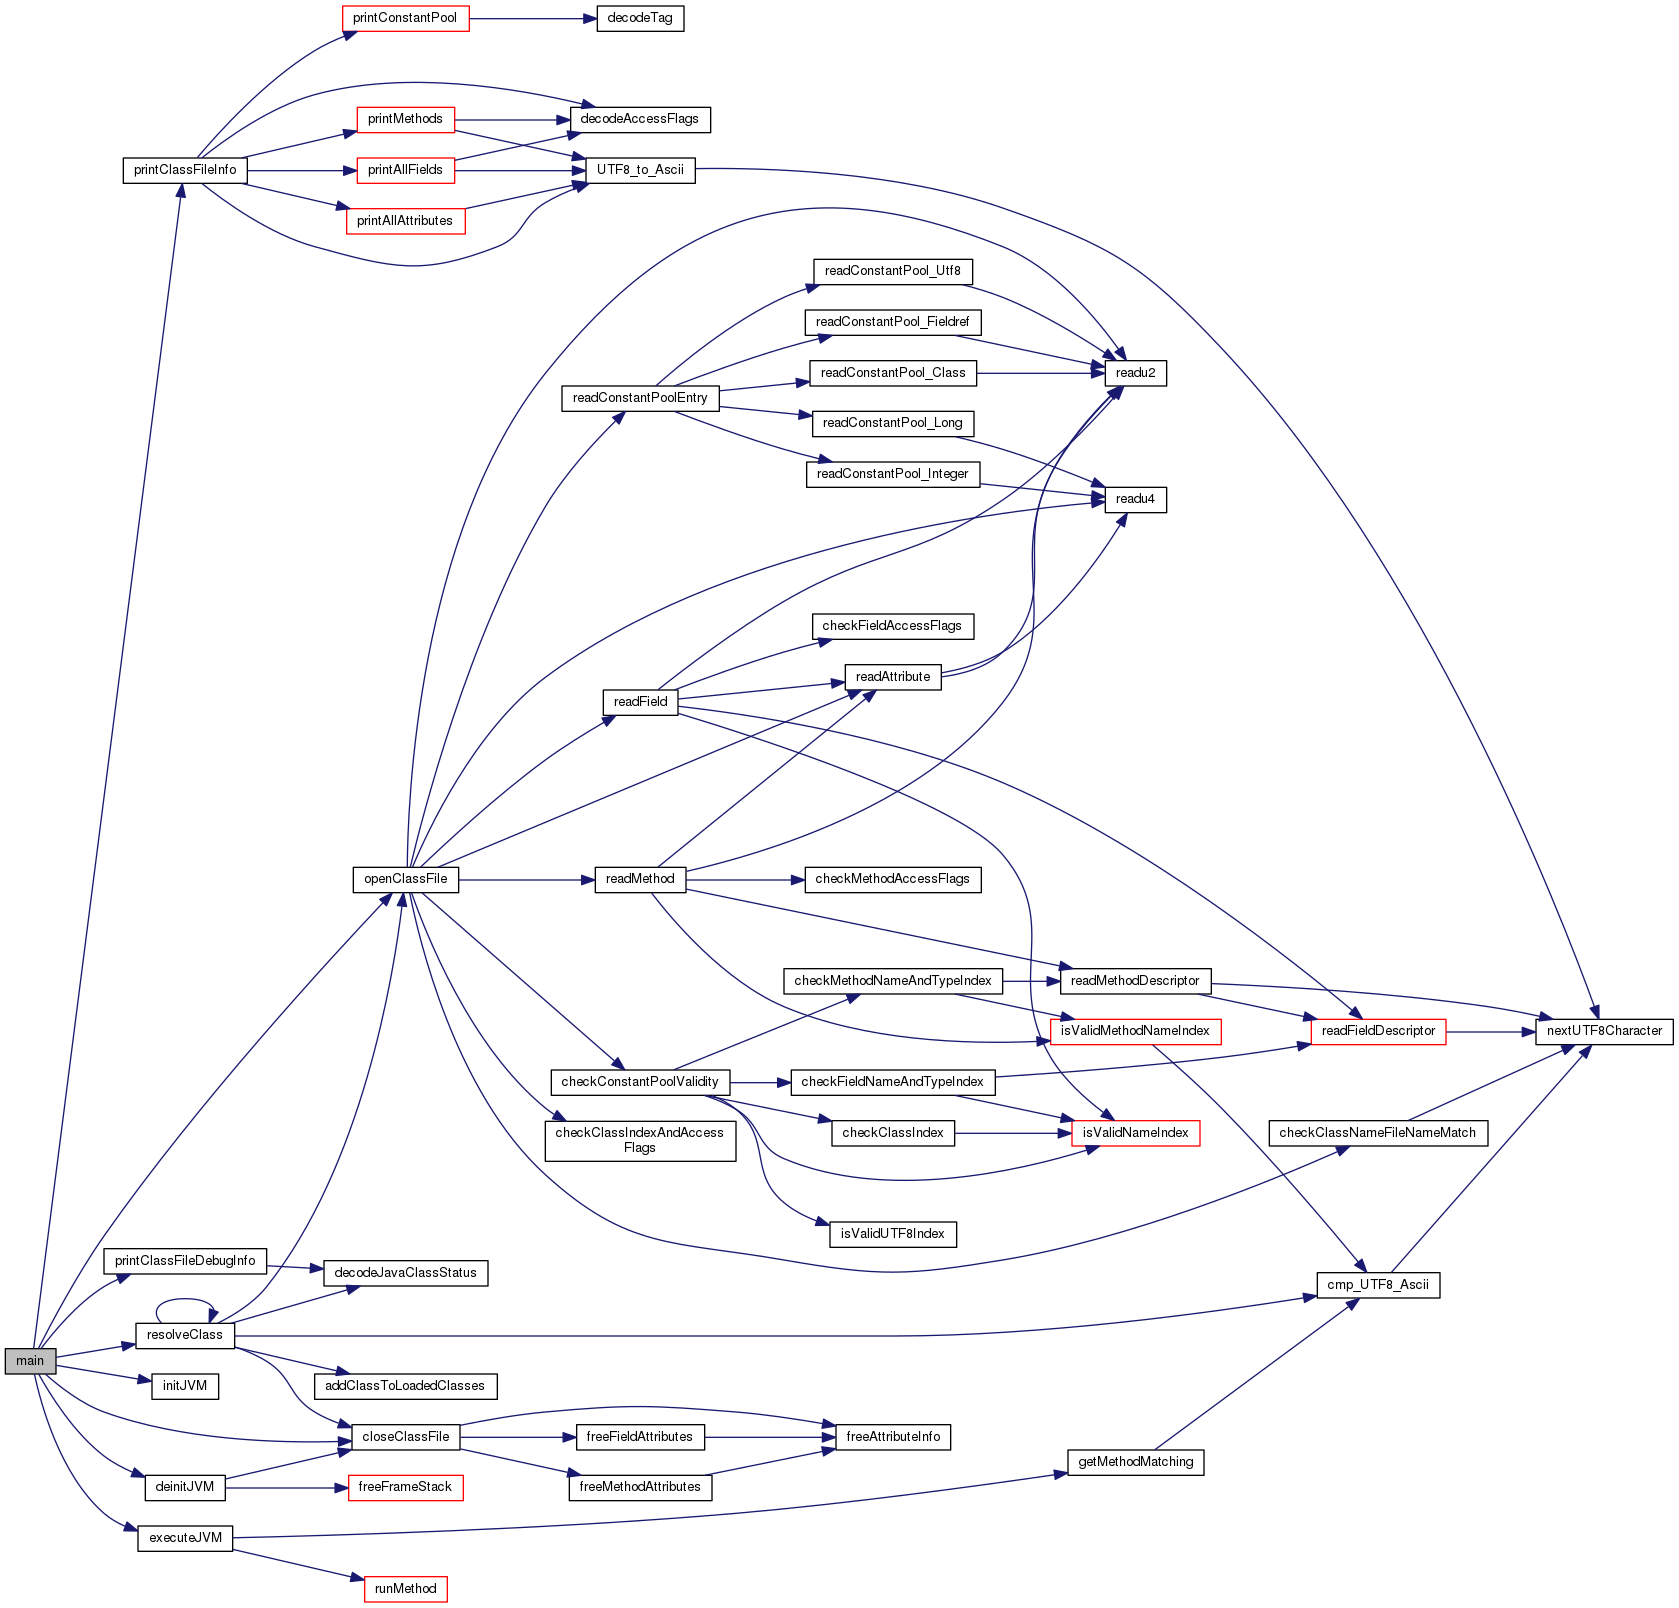 printConstantPool
decodeTag
printMethods
decodeAccessFlags
printClassFileInfo
printAllFields
UTF8_to_Ascii
printAllAttributes
readConstantPool_Utf8
readConstantPool_Fieldref
readConstantPool_Class
readu2
readConstantPoolEntry
readConstantPool_Long
readConstantPool_Integer
readu4
checkFieldAccessFlags
readAttribute
readField
openClassFile
readMethod
checkMethodAccessFlags
checkMethodNameAndTypeIndex
readMethodDescriptor
isValidMethodNameIndex
readFieldDescriptor
nextUTF8Character
checkConstantPoolValidity
checkFieldNameAndTypeIndex
checkClassIndexAndAccess
Flags
checkClassIndex
isValidNameIndex
checkClassNameFileNameMatch
isValidUTF8Index
printClassFileDebugInfo
decodeJavaClassStatus
cmp_UTF8_Ascii
resolveClass
main
initJVM
addClassToLoadedClasses
closeClassFile
freeFieldAttributes
freeAttributeInfo
getMethodMatching
deinitJVM
freeFrameStack
freeMethodAttributes
executeJVM
runMethod